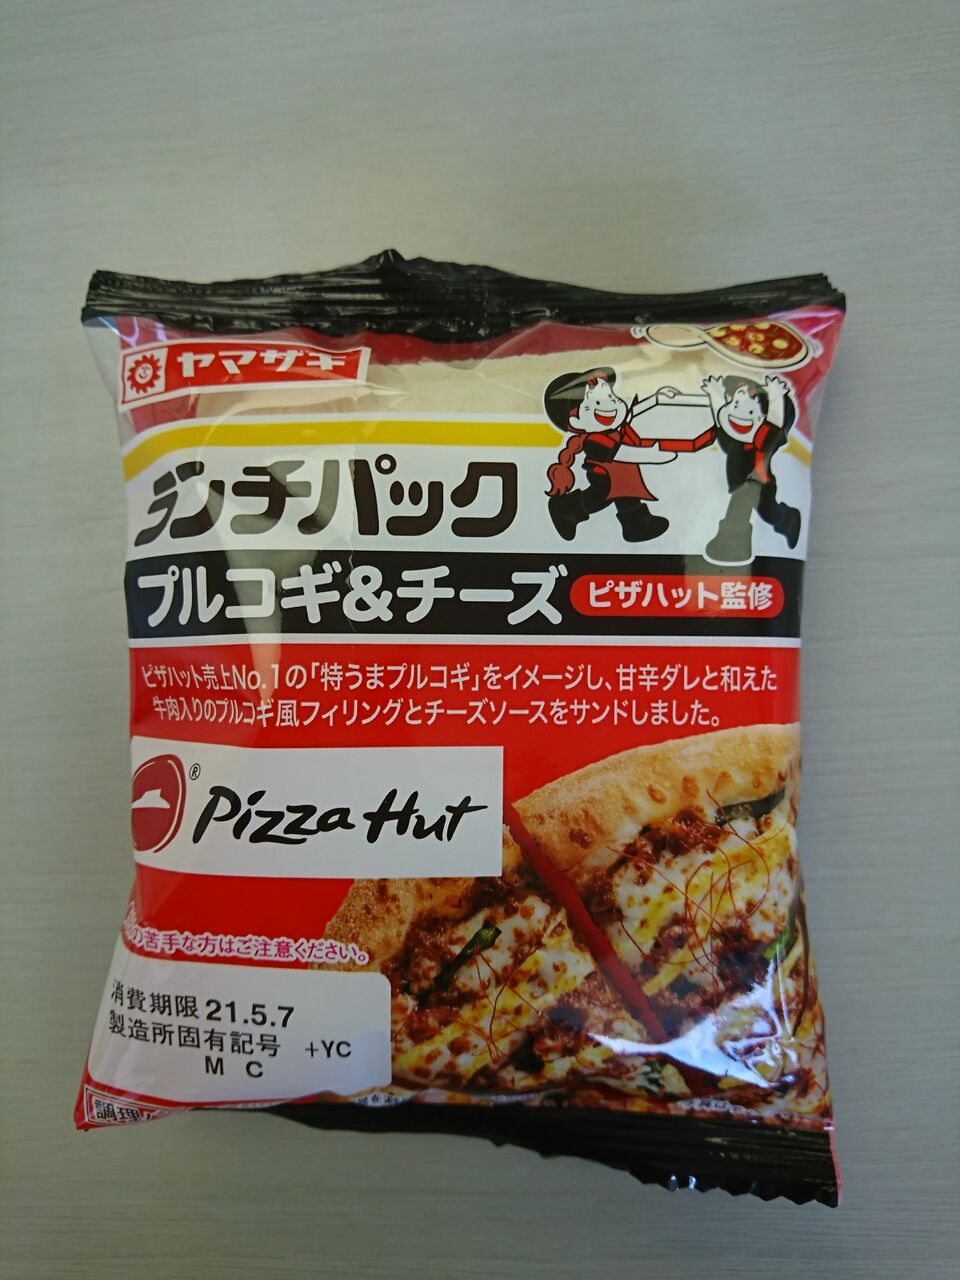 ヤマザキ
ランチパック
プルコギ&チーズ
ピザハット監修
ピザハット売上No.1の「特うまプルコギ」をイメージし、甘辛ダレと和えた
牛肉入りのプルコギ風フィリングとチーズソースをサンドしました。
® Pizza Hut
の苦手な方はご注意ください。
消費期限 21.5.7
製造所固有記号 +YC
M C
調理